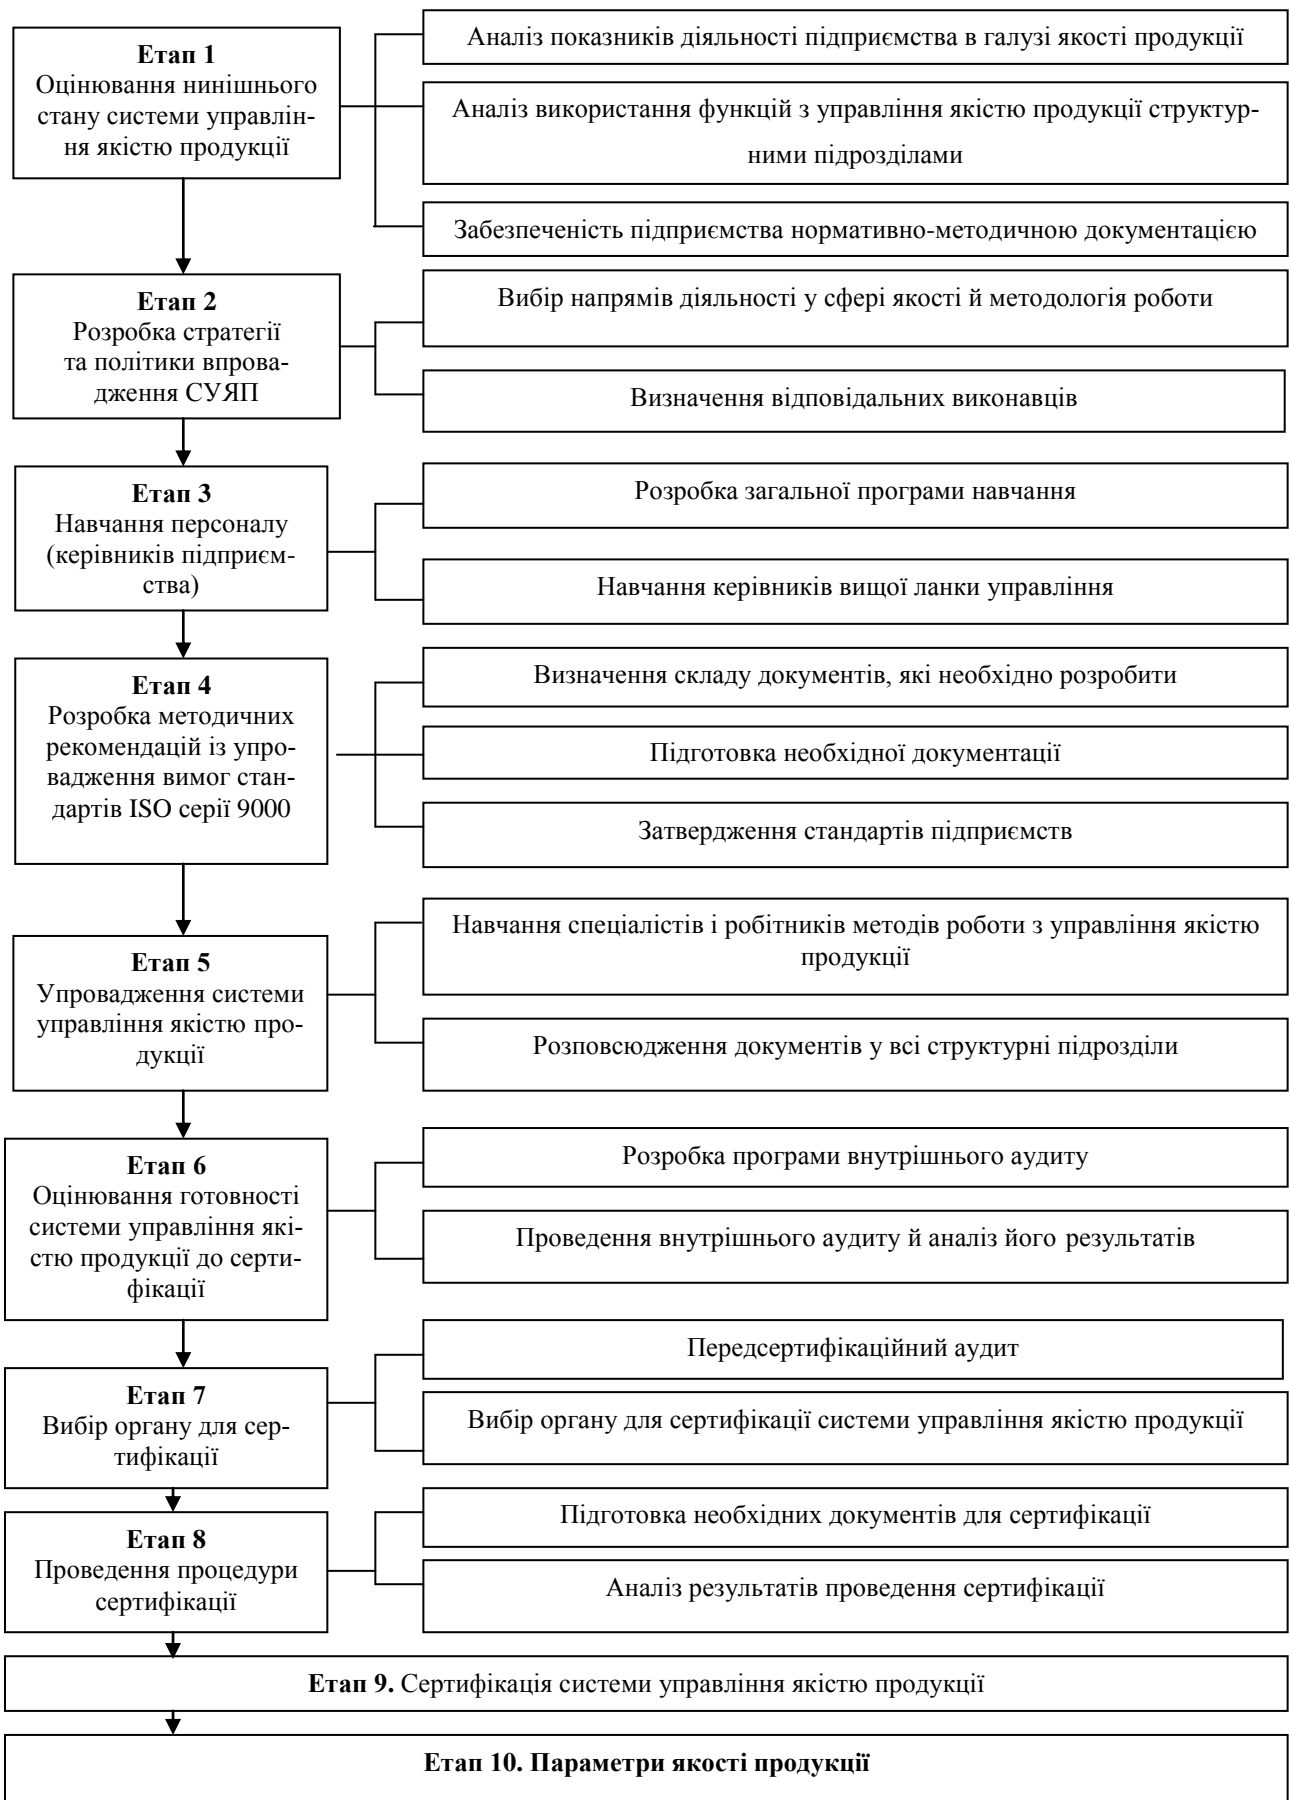 Етап 1
Оцінювання нинішнього
стану системи управлін-
ня якістю продукції
Аналіз показників діяльності підприємства в галузі якості продукції
Аналіз використання функцій з управління якістю продукції структур-
ними підрозділами
Забезпеченість підприємства нормативно-методичною документацією
Етап 2
Розробка стратегії
та політики впрова-
дження СУЯП
Вибір напрямів діяльності у сфері якості й методологія роботи
Визначення відповідальних виконавців
Етап 3
Навчання персоналу
(керівників підприєм-
ства)
Розробка загальної програми навчання
Навчання керівників вищої ланки управління
Етап 4
Розробка методичних
рекомендацій із упро-
вадження вимог стан-
дартів ISO серії 9000
Визначення складу документів, які необхідно розробити
Підготовка необхідної документації
Затвердження стандартів підприємств
Етап 5
Упровадження системи
управління якістю про-
дукції
Навчання спеціалістів і робітників методів роботи з управління якістю
продукції
Розповсюдження документів у всі структурні підрозділи
Етап 6
Оцінювання готовності
системи управління які-
стю продукції до серти-
фікації
Розробка програми внутрішнього аудиту
Проведення внутрішнього аудиту й аналіз його результатів
Етап 7
Вибір органу для сер-
тифікації
Передсертифікаційний аудит
Вибір органу для сертифікації системи управління якістю продукції
Етап 8
Проведення процедури
сертифікації
Підготовка необхідних документів для сертифікації
Аналіз результатів проведення сертифікації
Етап 9. Сертифікація системи управління якістю продукції
Етап 10. Параметри якості продукції